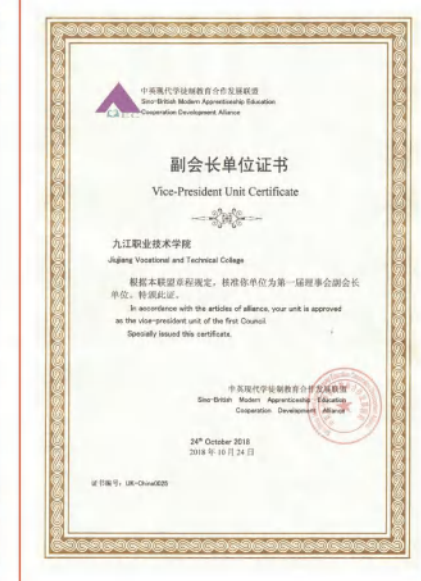 中英现代学徒制教育合作发展联盟
Sino-British Modern Apprenticeship Education
Cooperation Development Alliance
副会长单位证书
Vice-President Unit Certificate
九江职业技术学院
Jiujiang Vocational and Technical College
根据本联盟章程规定，核准你单位为第一届理事会副会长
单位。特颁此证。
In accordance with the articles of alliance, your unit is approved
as the vice-president unit of the first Council.
Specially issued this certificate.
中英现代学徒制教育合作发展联盟
Sino-British Modern Apprenticeship Education
Cooperation Development Alliance
24th October 2018
2018 年 10 月 24 日
证书编号：UK-China0025